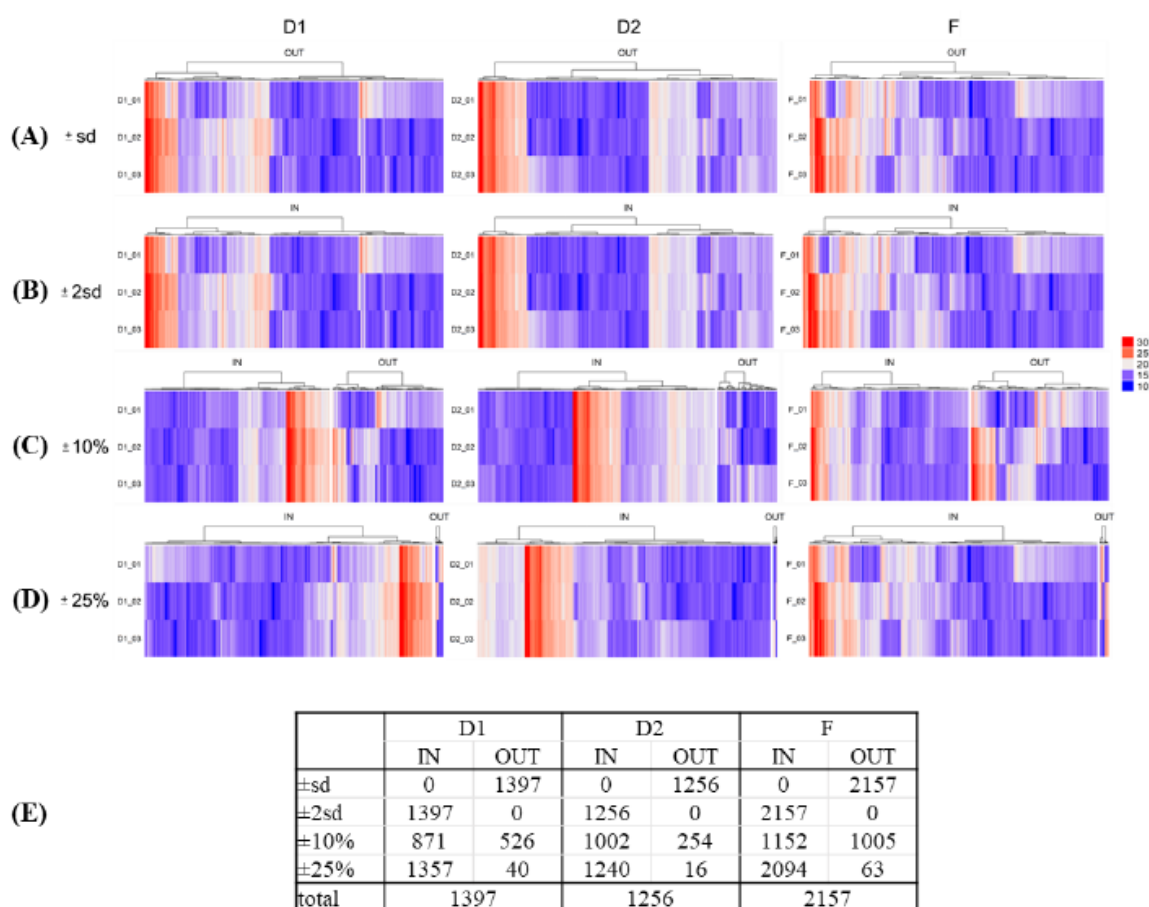 D1 D2 F
OUT OUT OUT
(A) ± sd
D1_01 D2_01 F_01
D1_02 D2_02 F_02
D1_03 D2_03 F_03
IN IN IN
(B) ± 2sd
D1_01 D2_01 F_01
D1_02 D2_02 F_02
D1_03 D2_03 F_03
IN OUT IN OUT IN OUT
(C) ± 10%
D1_01 D2_01 F_01
D1_02 D2_02 F_02
D1_03 D2_03 F_03
30
25
20
15
10
IN OUT IN OUT IN OUT
(D) ± 25%
D1_01 D2_01 F_01
D1_02 D2_02 F_02
D1_03 D2_03 F_03
(E)
D1 D2 F
IN OUT IN OUT IN OUT
±sd 0 1397 0 1256 0 2157
±2sd 1397 0 1256 0 2157 0
±10% 871 526 1002 254 1152 1005
±25% 1357 40 1240 16 2094 63
total 1397 1256 2157